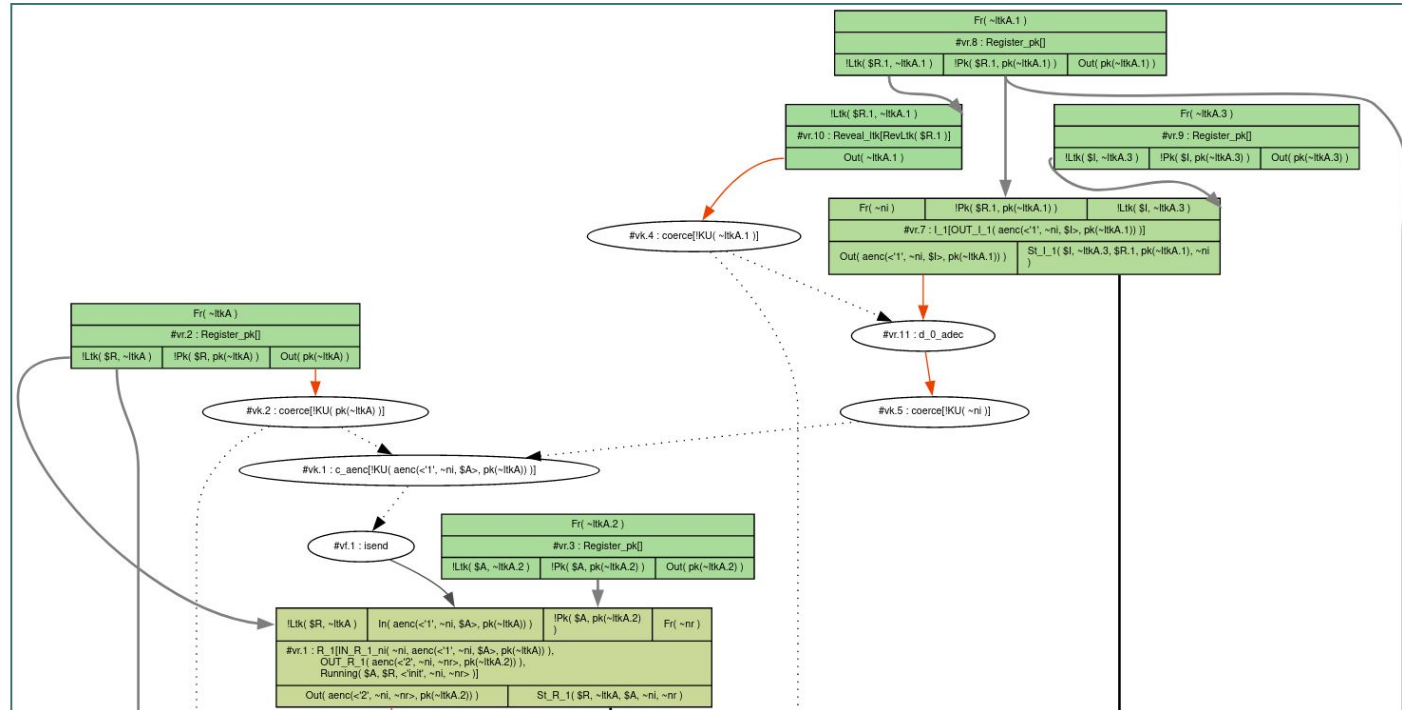 Fr( ~ltkA.1 )
#vr.8 : Register_pk[]
!Ltk( $R.1, ~ltkA.1 ) !Pk( $R.1, pk(~ltkA.1) ) Out( pk(~ltkA.1) )
!Ltk( $R.1, ~ltkA.1 )
#vr.10 : Reveal_ltk[RevLtk( $R.1 )]
Out( ~ltkA.1 )
Fr( ~ltkA.3 )
#vr.9 : Register_pk[]
!Ltk( $I, ~ltkA.3 ) !Pk( $I, pk(~ltkA.3) ) Out( pk(~ltkA.3) )
#vk.4 : coerce[!KU( ~ltkA.1 )]
Fr( ~ni ) !Pk( $R.1, pk(~ltkA.1) ) !Ltk( $I, ~ltkA.3 )
#vr.7 : I_1[OUT_I_1( aenc(<'1', ~ni, $I>, pk(~ltkA.1)) )]
Out( aenc(<'1', ~ni, $I>, pk(~ltkA.1)) ) St_I_1( $I, ~ltkA.3, $R.1, pk(~ltkA.1), ~ni
)
Fr( ~ltkA )
#vr.2 : Register_pk[]
!Ltk( $R, ~ltkA ) !Pk( $R, pk(~ltkA) ) Out( pk(~ltkA) )
#vr.11 : d_0_adec
#vk.2 : coerce[!KU( pk(~ltkA) )]
#vk.5 : coerce[!KU( ~ni )]
#vk.1 : c_aenc[!KU( aenc(<'1', ~ni, $A>, pk(~ltkA)) )]
#vf.1 : isend
Fr( ~ltkA.2 )
#vr.3 : Register_pk[]
!Ltk( $A, ~ltkA.2 ) !Pk( $A, pk(~ltkA.2) ) Out( pk(~ltkA.2) )
!Ltk( $R, ~ltkA ) In( aenc(<'1', ~ni, $A>, pk(~ltkA)) ) !Pk( $A, pk(~ltkA.2)
) Fr( ~nr )
#vr.1 : R_1[IN_R_1_ni( ~ni, aenc(<'1', ~ni, $A>, pk(~ltkA)) ),
OUT_R_1( aenc(<'2', ~ni, ~nr>, pk(~ltkA.2)) ),
Running( $A, $R, <'init', ~ni, ~nr> )]
Out( aenc(<'2', ~ni, ~nr>, pk(~ltkA.2)) ) St_R_1( $R, ~ltkA, $A, ~ni, ~nr )